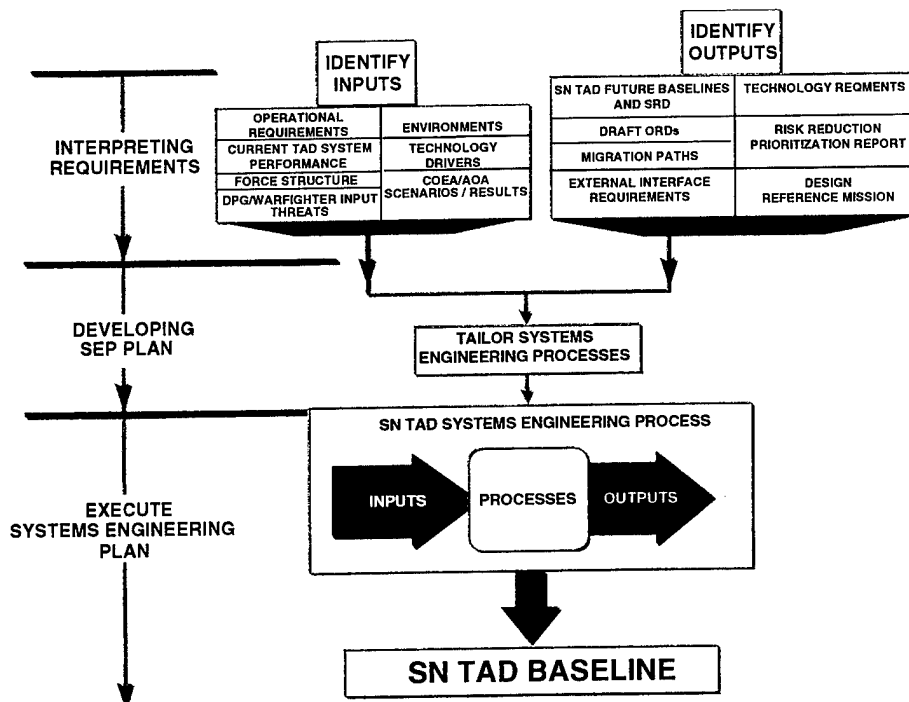 IDENTIFY
INPUTS
IDENTIFY
OUTPUTS
INTERPRETING
REQUIREMENTS
OPERATIONAL
REQUIREMENTS
CURRENT TAD SYSTEM
PERFORMANCE
FORCE STRUCTURE
DPG/WARFIGHTER INPUT
THREATS
ENVIRONMENTS
TECHNOLOGY
DRIVERS
COEA/AOA
SCENARIOS / RESULTS
SN TAD FUTURE BASELINES
AND SRD
DRAFT ORDs
MIGRATION PATHS
EXTERNAL INTERFACE
REQUIREMENTS
TECHNOLOGY REQMENTS
RISK REDUCTION
PRIORITIZATION REPORT
DESIGN
REFERENCE MISSION
DEVELOPING
SEP PLAN
TAILOR SYSTEMS
ENGINEERING PROCESSES
EXECUTE
SYSTEMS ENGINEERING
PLAN
SN TAD SYSTEMS ENGINEERING PROCESS
INPUTS
PROCESSES
OUTPUTS
SN TAD BASELINE